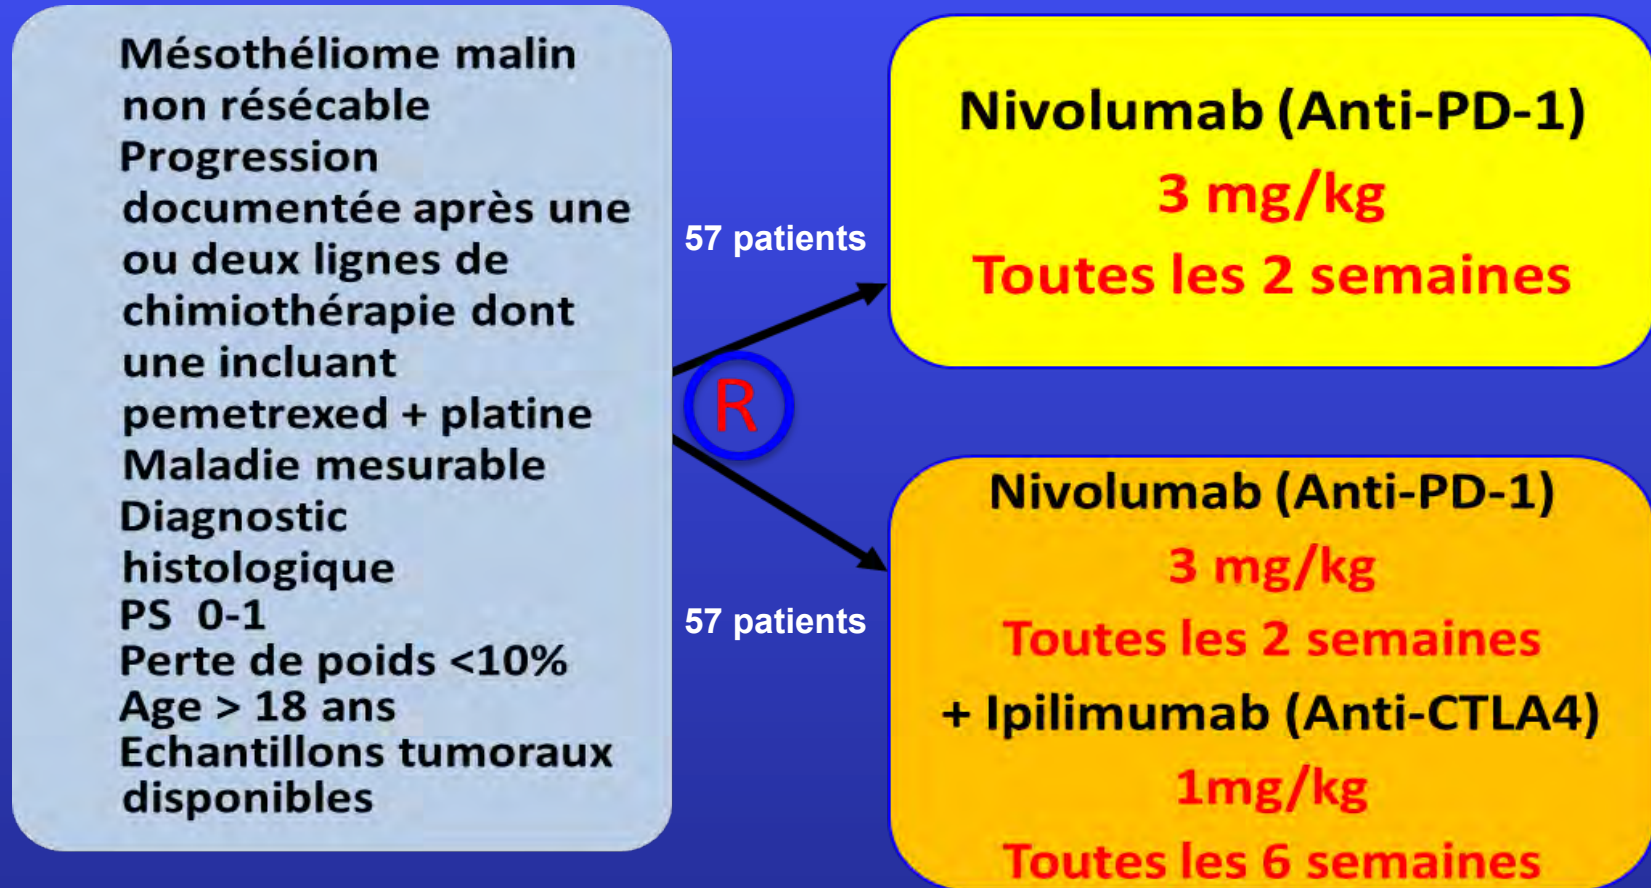 Mésothéliome malin
non résécable
Progression
documentée après une
ou deux lignes de
chimiothérapie dont
une incluant
pemetrexed + platine
Maladie mesurable
Diagnostic
histologique
PS 0-1
Perte de poids <10%
Age > 18 ans
Echantillons tumoraux
disponibles
57 patients
R
57 patients
Nivolumab (Anti-PD-1)
3 mg/kg
Toutes les 2 semaines
Nivolumab (Anti-PD-1)
3 mg/kg
Toutes les 2 semaines
+ Ipilimumab (Anti-CTLA4)
1mg/kg
Toutes les 6 semaines